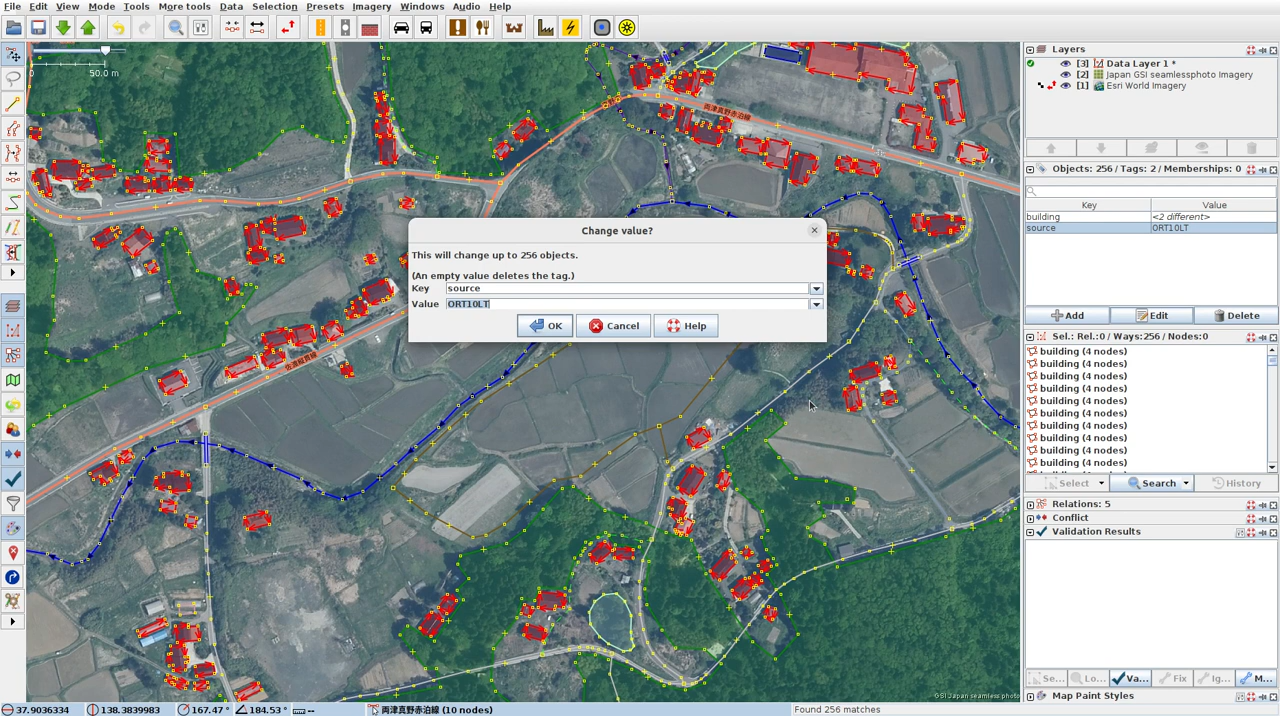 File Edit View Mode Tools More tools Data Selection Presets Imagery Windows Audio Help
0 50.0 m
両津真野赤泊線
佐渡縦貫線
Change value?
This will change up to 256 objects.
(An empty value deletes the tag.)
Key source
Value ORT10LT
OK Cancel Help
GSI Japan seamless photo
Layers
[3] Data Layer 1 *
[2] Japan GSI seamlessphoto Imagery
[1] Esri World Imagery
Objects: 256 / Tags: 2 / Memberships: 0
Key Value
building <2 different>
source ORT10LT
Add Edit Delete
Sel.: Rel.:0 / Ways:256 / Nodes:0
building (4 nodes)
building (4 nodes)
building (4 nodes)
building (4 nodes)
building (4 nodes)
building (4 nodes)
building (4 nodes)
building (4 nodes)
building (4 nodes)
building (4 nodes)
Select Search History
Relations: 5
Conflict
Validation Results
Se... Lo... Va... Fix Ig... M...
Map Paint Styles
37.9036334 138.3839983 167.47° 184.53° -- 両津真野赤泊線 (10 nodes) Found 256 matches